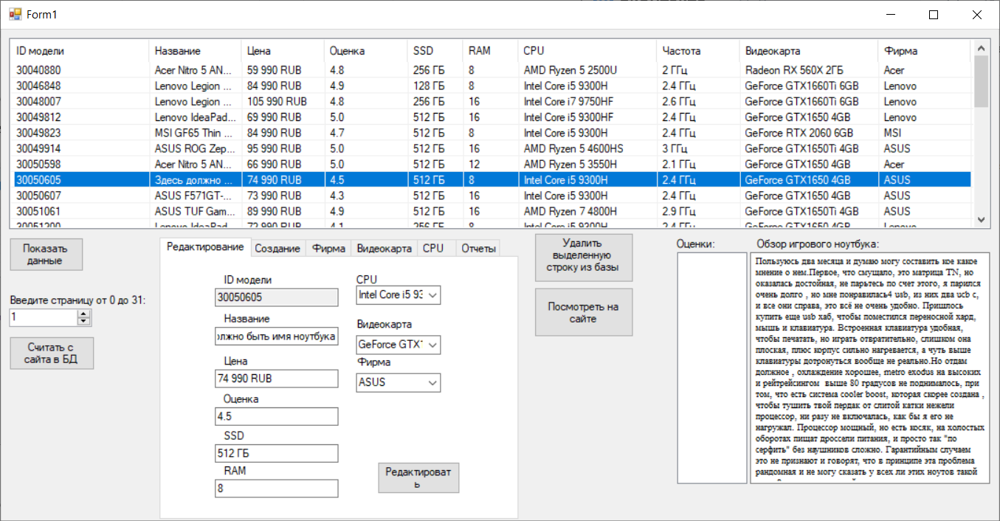 Form1
ID модели Название Цена Оценка SSD RAM CPU Частота Видеокарта Фирма
30040880 Acer Nitro 5 AN... 59 990 RUB 4.8 256 ГБ 8 AMD Ryzen 5 2500U 2 ГГц Radeon RX 560X 2ГБ Acer
30046848 Lenovo Legion ... 84 990 RUB 4.9 128 ГБ 8 Intel Core i5 9300H 2.4 ГГц GeForce GTX1660Ti 6GB Lenovo
30048007 Lenovo Legion ... 105 990 RUB 4.8 256 ГБ 16 Intel Core i7 9750HF 2.6 ГГц GeForce GTX1660Ti 6GB Lenovo
30049812 Lenovo IdeaPad... 69 990 RUB 5.0 512 ГБ 16 Intel Core i5 9300HF 2.4 ГГц GeForce GTX1650 4GB Lenovo
30049823 MSI GF65 Thin ... 84 990 RUB 4.7 512 ГБ 8 Intel Core i5 9300H 2.4 ГГц GeForce RTX 2060 6GB MSI
30049914 ASUS ROG Zep... 95 990 RUB 5.0 512 ГБ 16 AMD Ryzen 5 4600HS 3 ГГц GeForce GTX1650Ti 4GB ASUS
30050598 Acer Nitro 5 AN... 66 990 RUB 5.0 512 ГБ 12 AMD Ryzen 5 3550H 2.1 ГГц GeForce GTX1650 4GB Acer
30050605 Здесь должно ... 74 990 RUB 4.5 512 ГБ 8 Intel Core i5 9300H 2.4 ГГц GeForce GTX1650 4GB ASUS
30050607 ASUS F571GT-... 73 990 RUB 4.3 512 ГБ 16 Intel Core i5 9300H 2.4 ГГц GeForce GTX1650 4GB ASUS
30051061 ASUS TUF Gam... 89 990 RUB 4.9 512 ГБ 16 AMD Ryzen 7 4800H 2.9 ГГц GeForce GTX1650Ti 4GB ASUS
30051200 Lenovo IdeaPad... 72 990 RUB 4.1 256 ГБ 8 Intel Core i5 9300H 2.4 ГГц GeForce GTX1650 4GB Lenovo
Показать
данные
Введите страницу от 0 до 31:
1
Считать с
сайта в БД
Редактирование Создание Фирма Видеокарта CPU Отчеты
ID модели
30050605
Название
олжно быть имя ноутбука
Цена
74 990 RUB
Оценка
4.5
SSD
512 ГБ
RAM
8
CPU
Intel Core i5 93
Видеокарта
GeForce GTX1
Фирма
ASUS
Редактироват
ь
Удалить
выделенную
строку из базы
Посмотреть на
сайте
Оценки:
Обзор игрового ноутбука:
Пользуюсь два месяца и думаю могу составить кое какое
мнение о нем.Первое, что смущало, это матрица TN, но
оказалась достойная, не парьтесь по счет этого, я парился
очень долго , но мне понравилась4 usb, из них два ucb c,
и все они справа, это всё не очень удобно. Пришлось
купить еще usb хаб, чтобы поместился переносной хард,
мышь и клавиатура. Встроенная клавиатура удобная,
чтобы печатать, но играть отвратительно, слишком она
плоская, плюс корпус сильно нагревается, а чуть выше
клавиатуры дотронуться вообще не реально.Но отдам
должное , охлаждение хорошее, metro exodus на высоких
и рейтрейсингом  выше 80 градусов не поднималось, при
том, что есть система cooler boost, которая скорее создана ,
чтобы тушить твой пердак от слитой катки нежели
процессор, ни разу не включалась, как бы я его не
нагружал. Процессор мощный, но есть косяк, на холостых
оборотах пищат дроссели питания, и просто так "по
серфить" без наушников сложно. Гарантийным случаем
это не признают и говорят, что в принципе эта проблема
рандомная и не могу сказать у всех ли этих ноутов такой